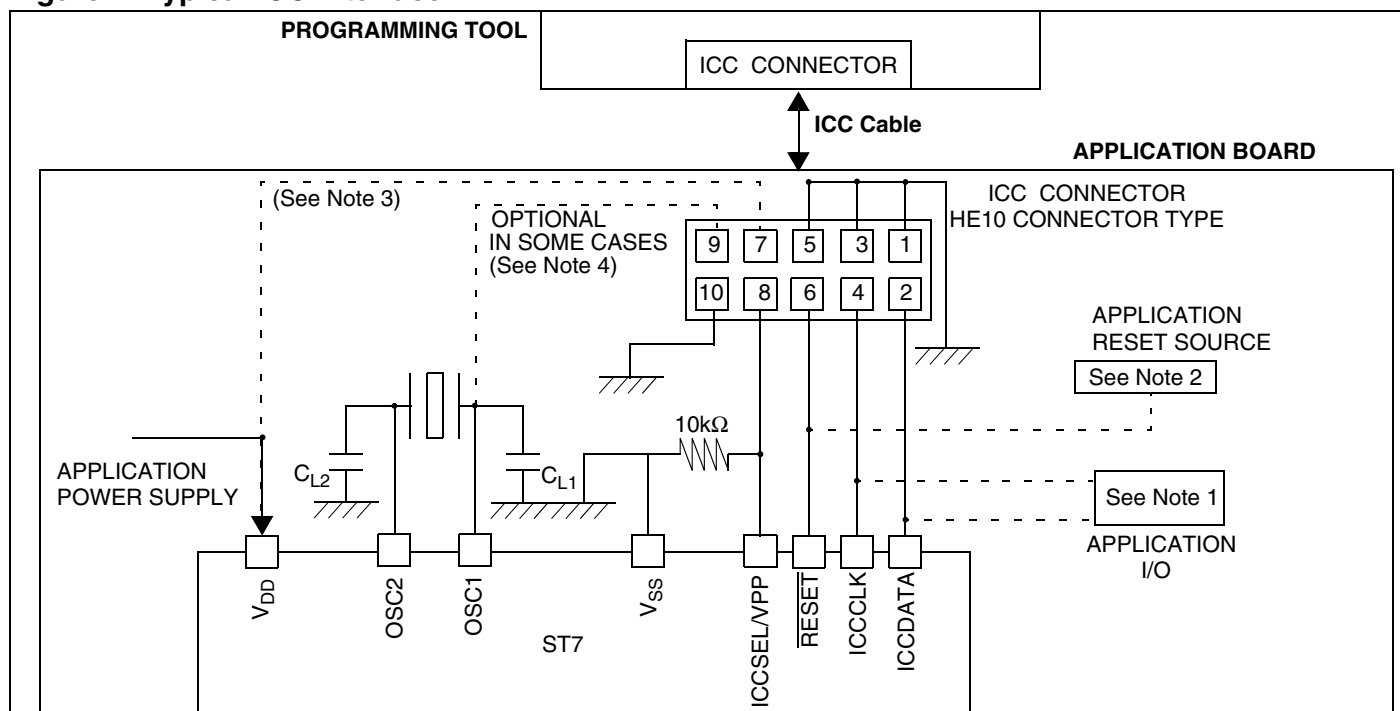 PROGRAMMING TOOL
ICC CONNECTOR
ICC Cable
APPLICATION BOARD
(See Note 3)
OPTIONAL
IN SOME CASES
(See Note 4)
ICC CONNECTOR
HE10 CONNECTOR TYPE
9 7 5 3 1
10 8 6 4 2
APPLICATION
RESET SOURCE
See Note 2
10kΩ
APPLICATION
POWER SUPPLY
CL2
CL1
See Note 1
APPLICATION
I/O
VDD
OSC2
OSC1
VSS
ICCSEL/VPP
RESET
ICCCLK
ICCDATA
ST7